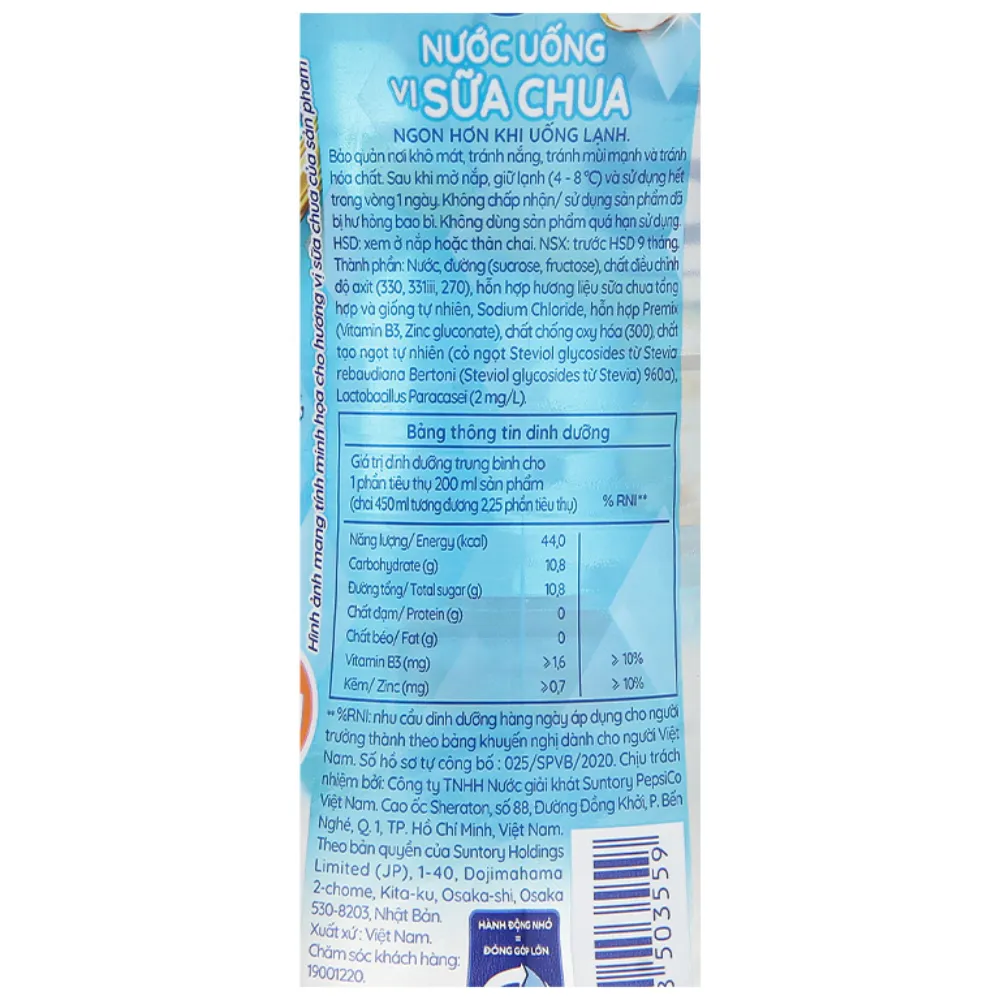 NƯỚC UỐNG
VỊ SỮA CHUA
NGON HƠN KHI UỐNG LẠNH.
Bảo quản nơi khô mát, tránh nắng, tránh mùi mạnh và tránh
hóa chất. Sau khi mở nắp, giữ lạnh (4 - 8 °C) và sử dụng hết
trong vòng 1 ngày. Không chấp nhận/ sử dụng sản phẩm đã
bị hư hỏng bao bì. Không dùng sản phẩm quá hạn sử dụng.
HSD: xem ở nắp hoặc thân chai. NSX: trước HSD 9 tháng.
Thành phần: Nước, đường (sucrose, fructose), chất điều chỉnh
độ axit (330, 331iii, 270), hỗn hợp hương liệu sữa chua tổng
hợp và giống tự nhiên, Sodium Chloride, hỗn hợp Premix
(Vitamin B3, Zinc gluconate), chất chống oxy hóa (300), chất
tạo ngọt tự nhiên (cỏ ngọt Steviol glycosides từ Stevia
rebaudiana Bertoni (Steviol glycosides từ Stevia) 960a),
Lactobacillus Paracasei (2 mg/L).
Bảng thông tin dinh dưỡng
Giá trị dinh dưỡng trung bình cho
1 phần tiêu thụ 200 ml sản phẩm
(chai 450 ml tương đương 2,25 phần tiêu thụ) % RNI**
Năng lượng/ Energy (kcal) 44,0
Carbohydrate (g) 10,8
Đường tổng/ Total sugar (g) 10,8
Chất đạm/ Protein (g) 0
Chất béo/ Fat (g) 0
Vitamin B3 (mg) ⩾1,6 ⩾ 10%
Kẽm/ Zinc (mg) ⩾0,7 ⩾ 10%
** %RNI: nhu cầu dinh dưỡng hàng ngày áp dụng cho người
trưởng thành theo bảng khuyến nghị dành cho người Việt
Nam. Số hồ sơ tự công bố : 025/SPVB/2020. Chịu trách
nhiệm bởi: Công ty TNHH Nước giải khát Suntory PepsiCo
Việt Nam. Cao ốc Sheraton, số 88, Đường Đồng Khởi, P. Bến
Nghé, Q. 1, TP. Hồ Chí Minh, Việt Nam.
Theo bản quyền của Suntory Holdings
Limited (JP), 1-40, Dojimahama
2-chome, Kita-ku, Osaka-shi, Osaka
530-8203, Nhật Bản.
Xuất xứ : Việt Nam.
Chăm sóc khách hàng:
19001220.
HÀNH ĐỘNG NHỎ
=
ĐÓNG GÓP LỚN
8 503559
Hình ảnh mang tính minh họa cho hương vị sữa chua của sản phẩm